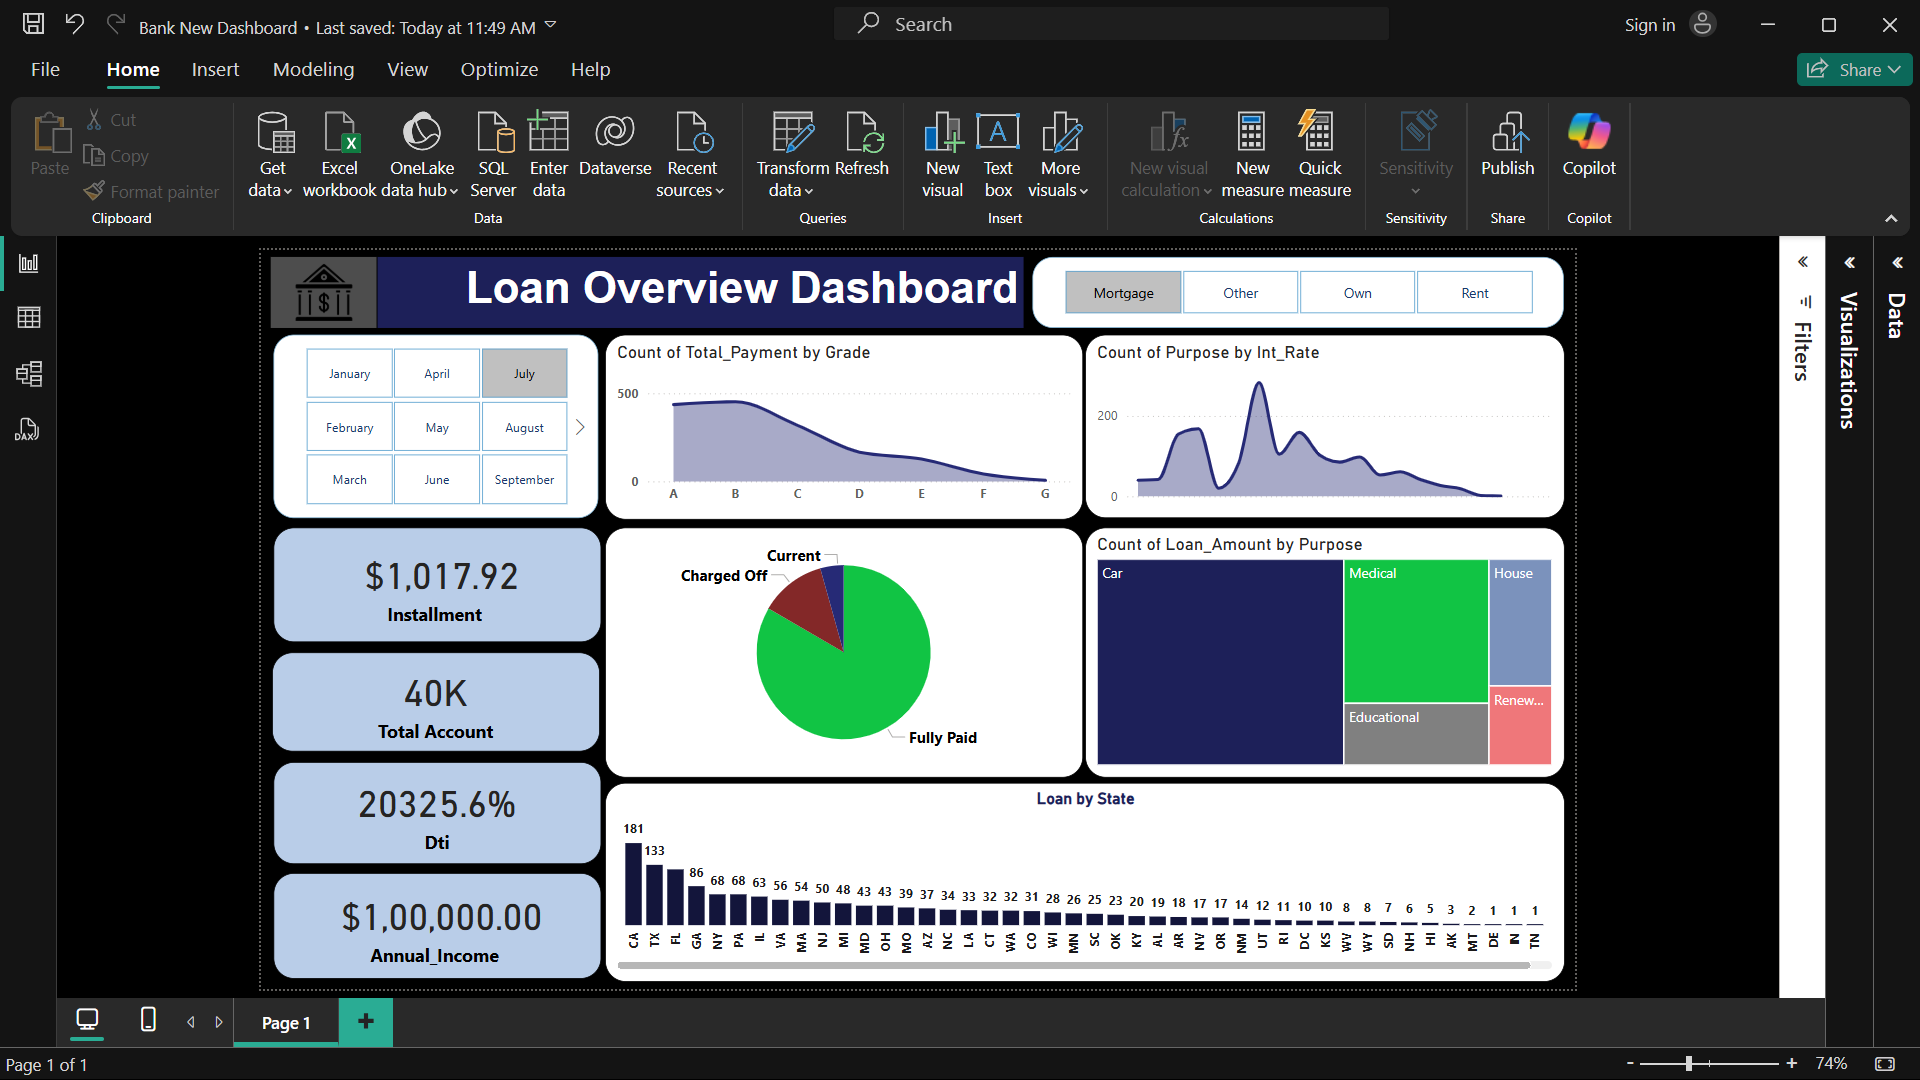 Bank New Dashboard • Last saved: Today at 11:49 AM
Search
Sign in
File
Home
Insert
Modeling
View
Optimize
Help
Share
Paste
Cut
Copy
Format painter
Clipboard
Get data
Excel workbook
OneLake data hub
SQL Server
Enter data
Dataverse
Recent sources
Data
Transform data
Refresh
Queries
New visual
Text box
More visuals
Insert
New visual calculation
New measure
Quick measure
Calculations
Sensitivity
Sensitivity
Publish
Share
Copilot
Copilot
DAX
Loan Overview Dashboard
Mortgage
Other
Own
Rent
January
April
July
February
May
August
March
June
September
Count of Total_Payment by Grade
500
0
A B C D E F G
Count of Purpose by Int_Rate
200
0
$1,017.92
Installment
40K
Total Account
20325.6%
Dti
$1,00,000.00
Annual_Income
Current
Charged Off
Fully Paid
Count of Loan_Amount by Purpose
Car
Medical
House
Educational
Renew...
Loan by State
181 133 86 68 68 63 56 54 50 48 43 43 39 37 34 33 32 32 31 28 26 25 23 20 19 18 17 17 14 12 11 10 10 8 8 7 6 5 3 2 1 1 1
CA TX FL GA NY PA IL VA MA NJ MI MD OH MO AZ NC LA CT WA CO WI MN SC OK KY AL AR NV OR NM UT RI DC KS WV WY SD NH HI AK MT DE IN TN
Filters
Visualizations
Data
Page 1
+
Page 1 of 1
- + 74%